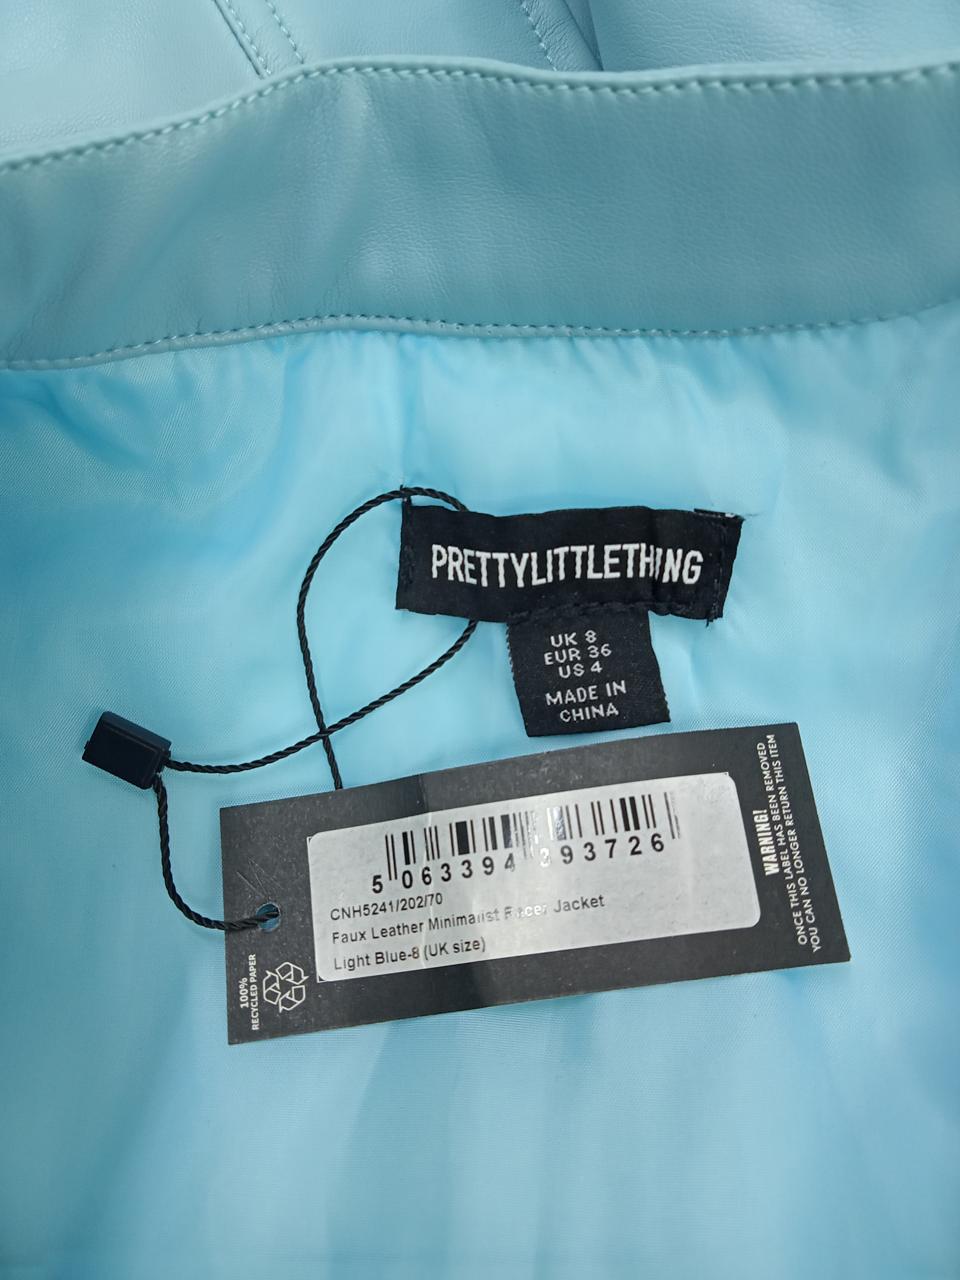 PRETTYLITTLETHING
UK 8
EUR 36
US 4
MADE IN
CHINA
5 063394 393726
CNH5241/202/70
Faux Leather Minimalist Racer Jacket
Light Blue-8 (UK size)
100%
RECYCLED PAPER
WARNING!
ONCE THIS LABEL HAS BEEN REMOVED
YOU CAN NO LONGER RETURN THIS ITEM